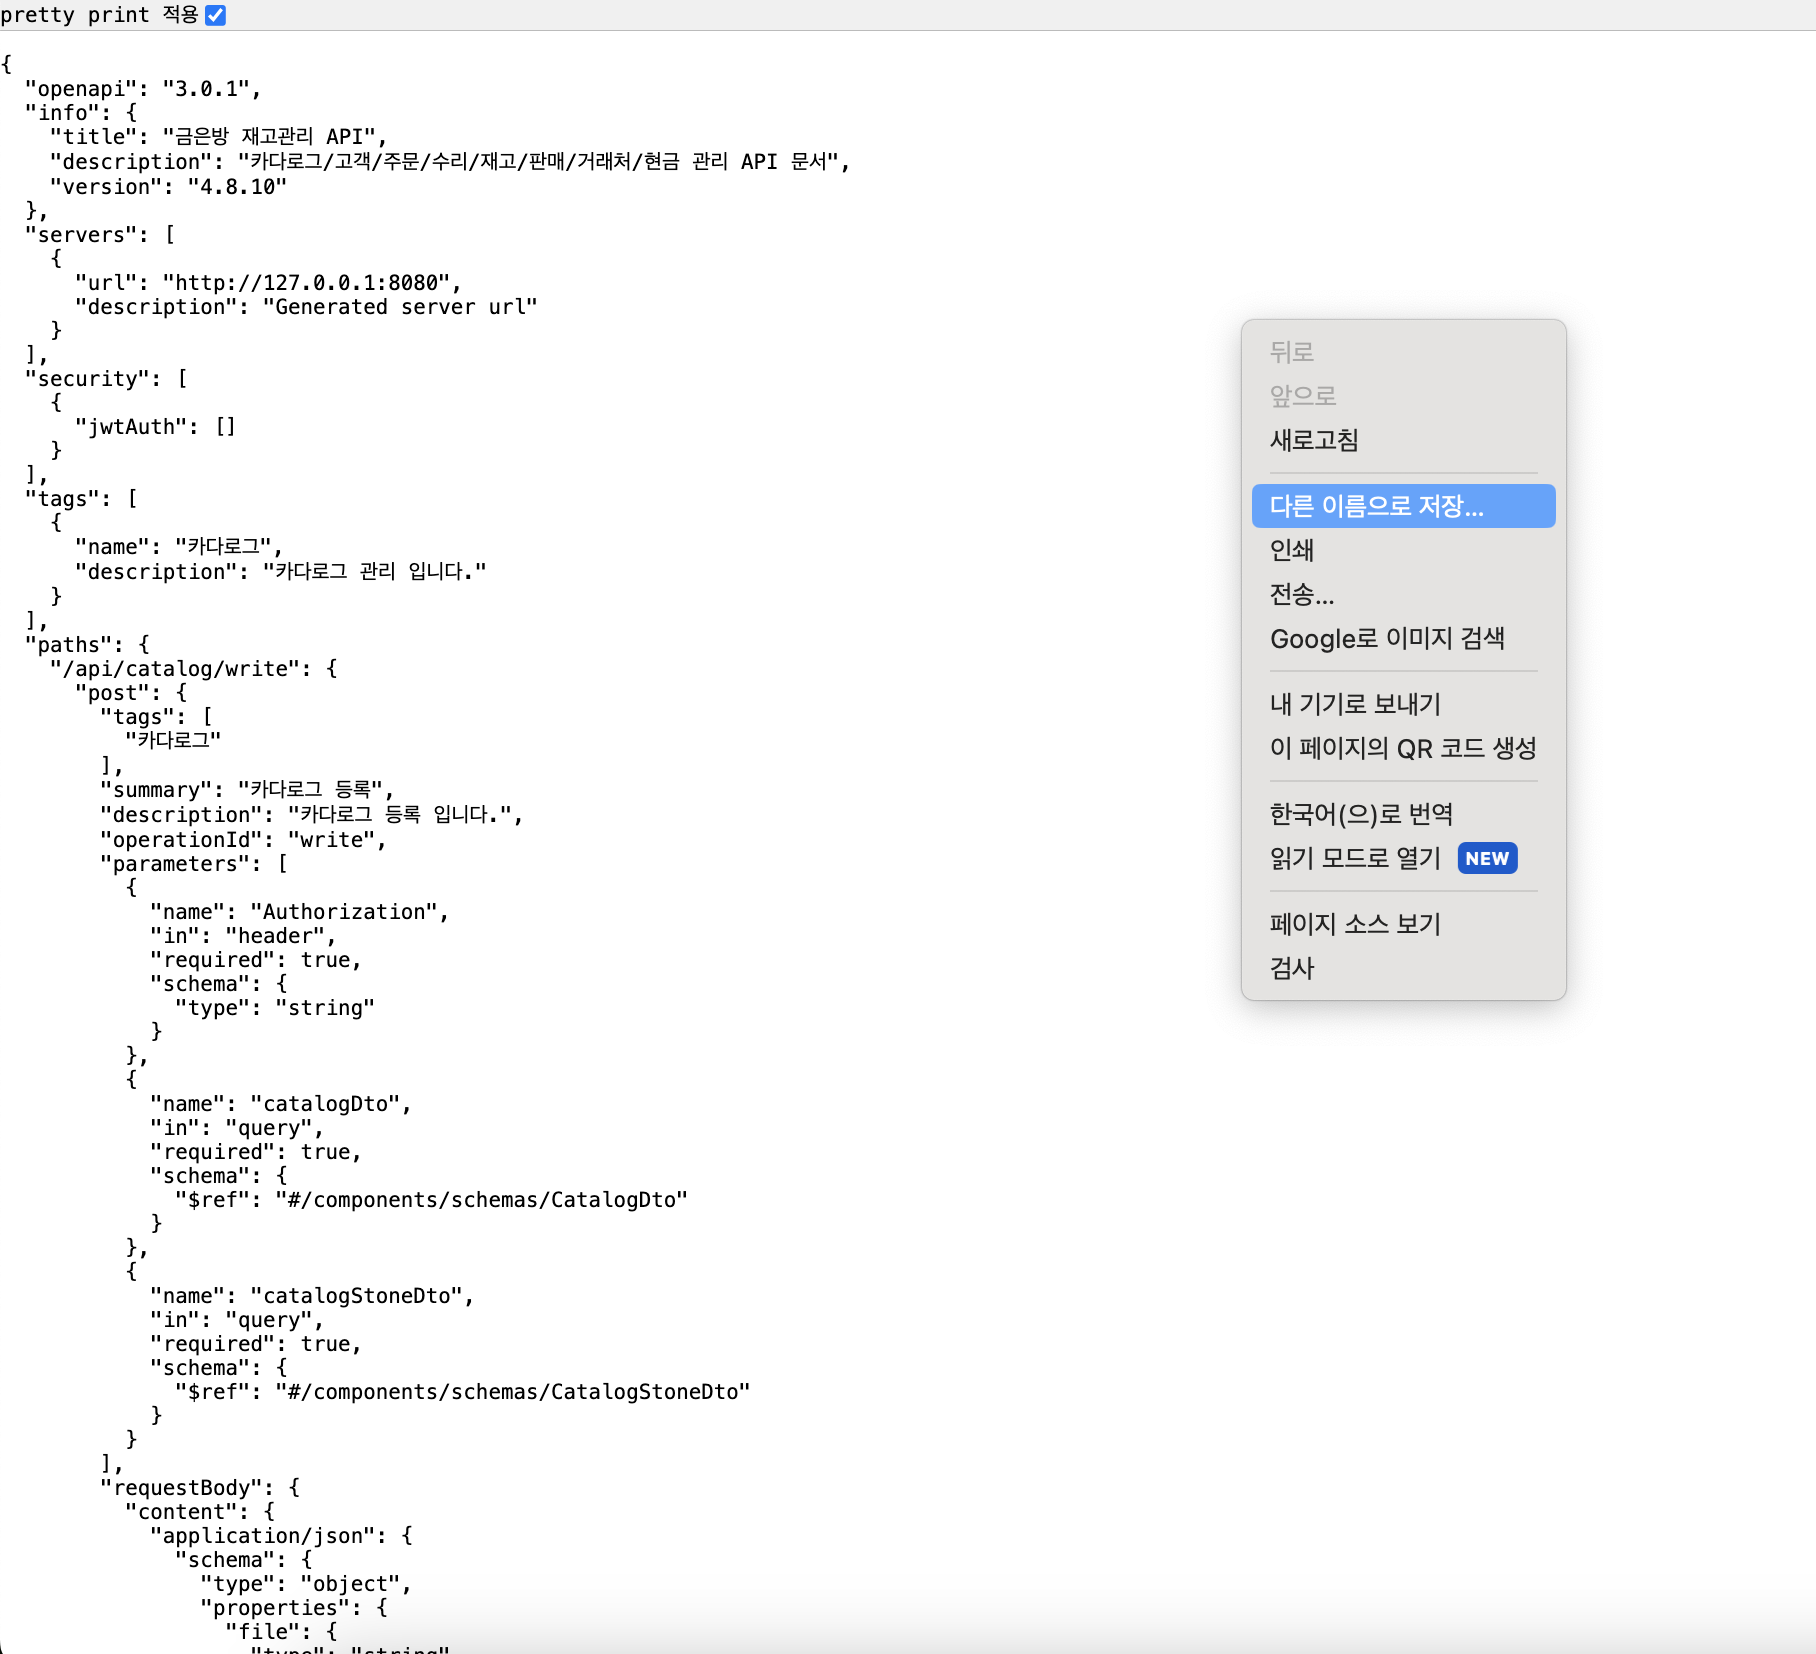 pretty print 적용
{
  "openapi": "3.0.1",
  "info": {
    "title": "금은방 재고관리 API",
    "description": "카다로그/고객/주문/수리/재고/판매/거래처/현금 관리 API 문서",
    "version": "4.8.10"
  },
  "servers": [
    {
      "url": "http://127.0.0.1:8080",
      "description": "Generated server url"
    }
  ],
  "security": [
    {
      "jwtAuth": []
    }
  ],
  "tags": [
    {
      "name": "카다로그",
      "description": "카다로그 관리 입니다."
    }
  ],
  "paths": {
    "/api/catalog/write": {
      "post": {
        "tags": [
          "카다로그"
        ],
        "summary": "카다로그 등록",
        "description": "카다로그 등록 입니다.",
        "operationId": "write",
        "parameters": [
          {
            "name": "Authorization",
            "in": "header",
            "required": true,
            "schema": {
              "type": "string"
            }
          },
          {
            "name": "catalogDto",
            "in": "query",
            "required": true,
            "schema": {
              "$ref": "#/components/schemas/CatalogDto"
            }
          },
          {
            "name": "catalogStoneDto",
            "in": "query",
            "required": true,
            "schema": {
              "$ref": "#/components/schemas/CatalogStoneDto"
            }
          }
        ],
        "requestBody": {
          "content": {
            "application/json": {
              "schema": {
                "type": "object",
                "properties": {
                  "file": {
                    "type": "string"
뒤로
앞으로
새로고침
다른 이름으로 저장...
인쇄
전송...
Google로 이미지 검색
내 기기로 보내기
이 페이지의 QR 코드 생성
한국어(으)로 번역
읽기 모드로 열기 NEW
페이지 소스 보기
검사